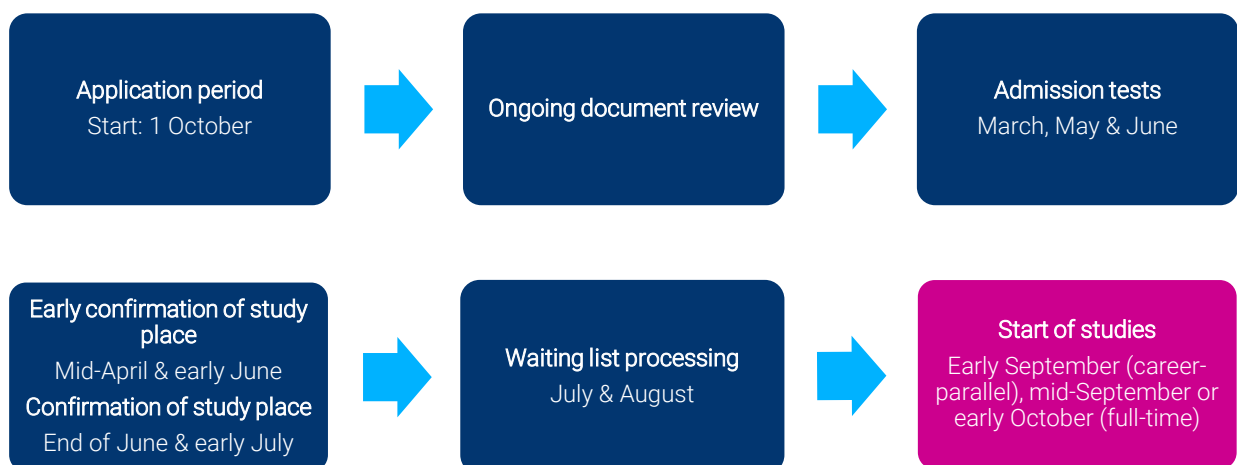 Application period
Start: 1 October
Ongoing document review
Admission tests
March, May & June
Early confirmation of study
place
Mid-April & early June
Confirmation of study place
End of June & early July
Waiting list processing
July & August
Start of studies
Early September (career-
parallel), mid-September or
early October (full-time)